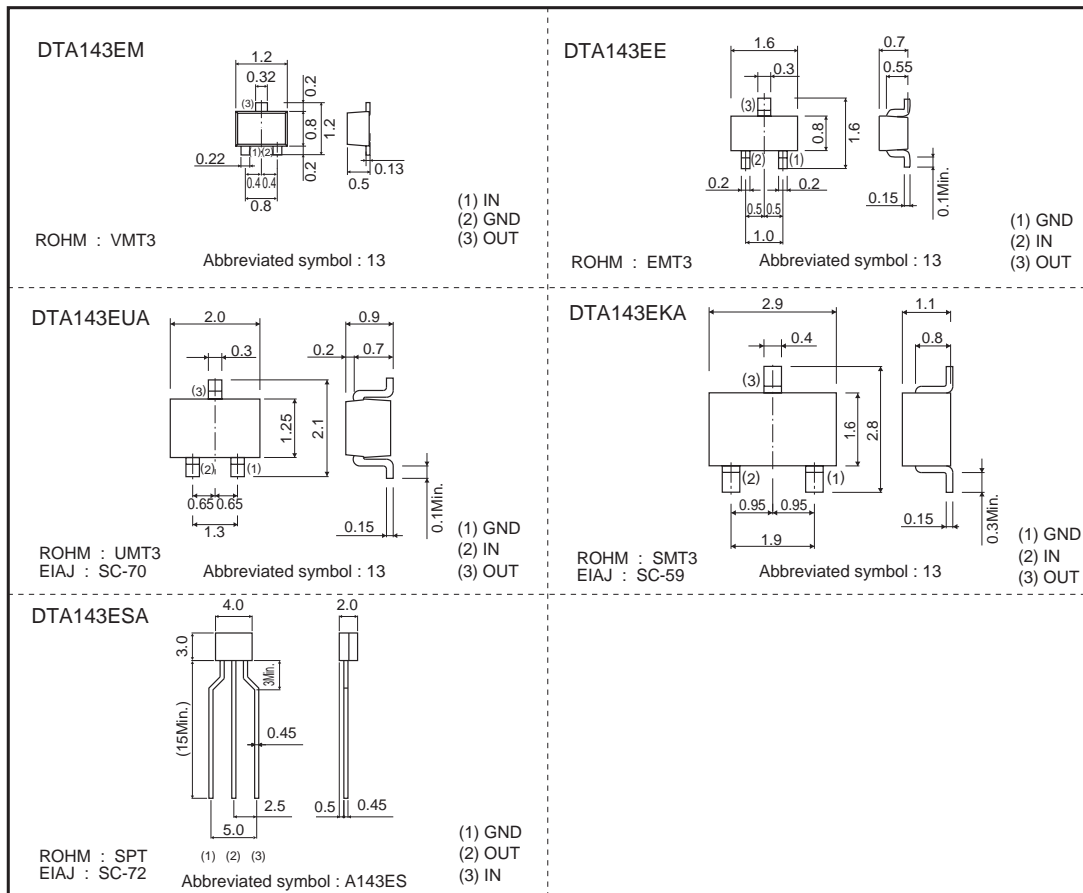 DTA143EM
1.2
0.32
0.2
(3)
0.8
1.2
(1) (2)
0.22
0.2
0.13
0.4 0.4
0.5
0.8
(1) IN
(2) GND
(3) OUT
ROHM : VMT3
Abbreviated symbol : 13
DTA143EE
1.6
0.7
0.3
0.55
(3)
0.8
1.6
(2)
(1)
0.2
0.2
0.15
0.1Min.
0.5 0.5
1.0
(1) GND
(2) IN
(3) OUT
ROHM : EMT3
Abbreviated symbol : 13
DTA143EUA
2.0
0.9
0.3
0.2
0.7
(3)
1.25
2.1
(2)
(1)
0.65 0.65
0.1Min.
1.3
0.15
(1) GND
(2) IN
(3) OUT
ROHM : UMT3
EIAJ : SC-70
Abbreviated symbol : 13
DTA143EKA
2.9
1.1
0.4
0.8
(3)
1.6
2.8
(2)
(1)
0.95
0.95
0.3Min.
0.15
1.9
(1) GND
(2) IN
(3) OUT
ROHM : SMT3
EIAJ : SC-59
Abbreviated symbol : 13
DTA143ESA
4.0
2.0
3.0
3Min.
(15Min.)
0.45
2.5
0.5
0.45
5.0
(1) GND
(2) OUT
(3) IN
ROHM : SPT
(1) (2) (3)
EIAJ : SC-72
Abbreviated symbol : A143ES